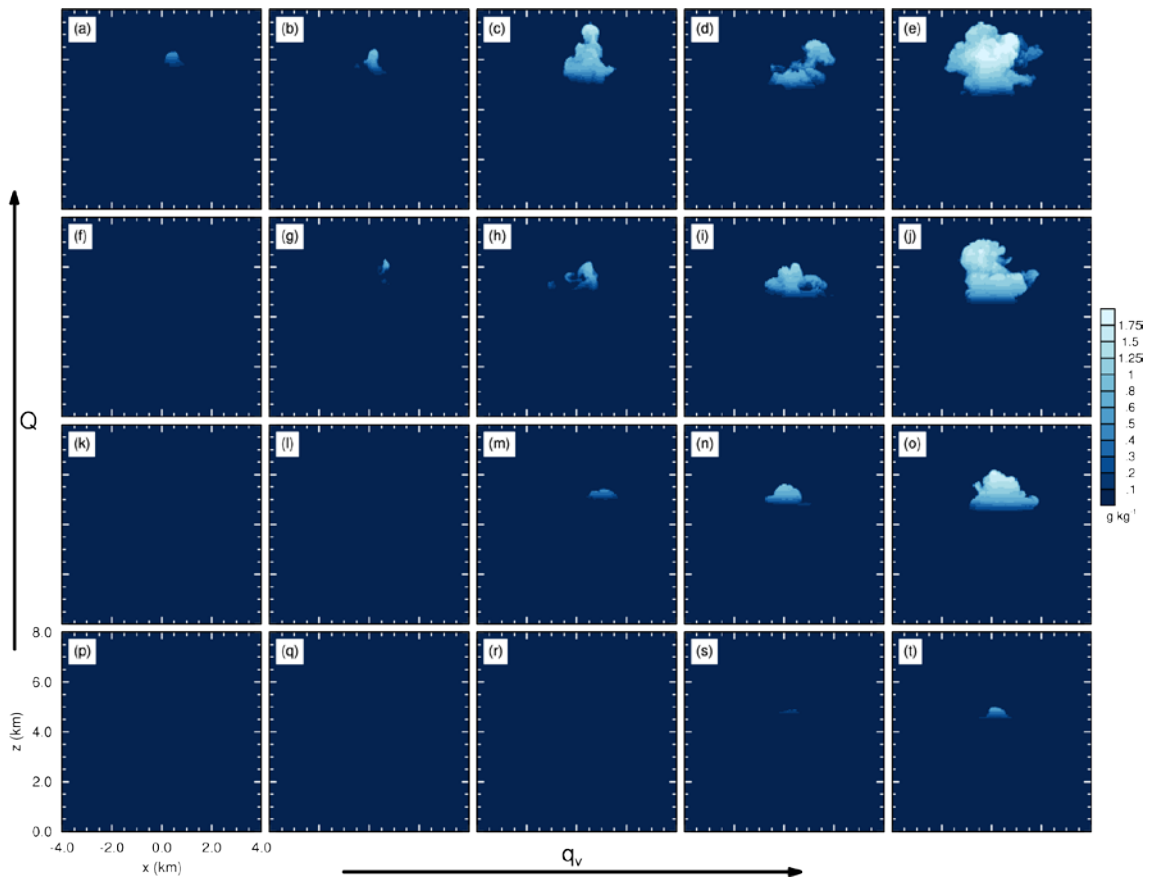 (a) (b) (c) (d) (e)
(f) (g) (h) (i) (j)
1.75
1.5
1.25
1
.8
.6
.5
.4
.3
.2
.1
g kg⁻¹
Q
(k) (l) (m) (n) (o)
(p) (q) (r) (s) (t)
8.0
6.0
4.0
2.0
0.0
z (km)
-4.0 -2.0 0.0 2.0 4.0
x (km)
qᵥ